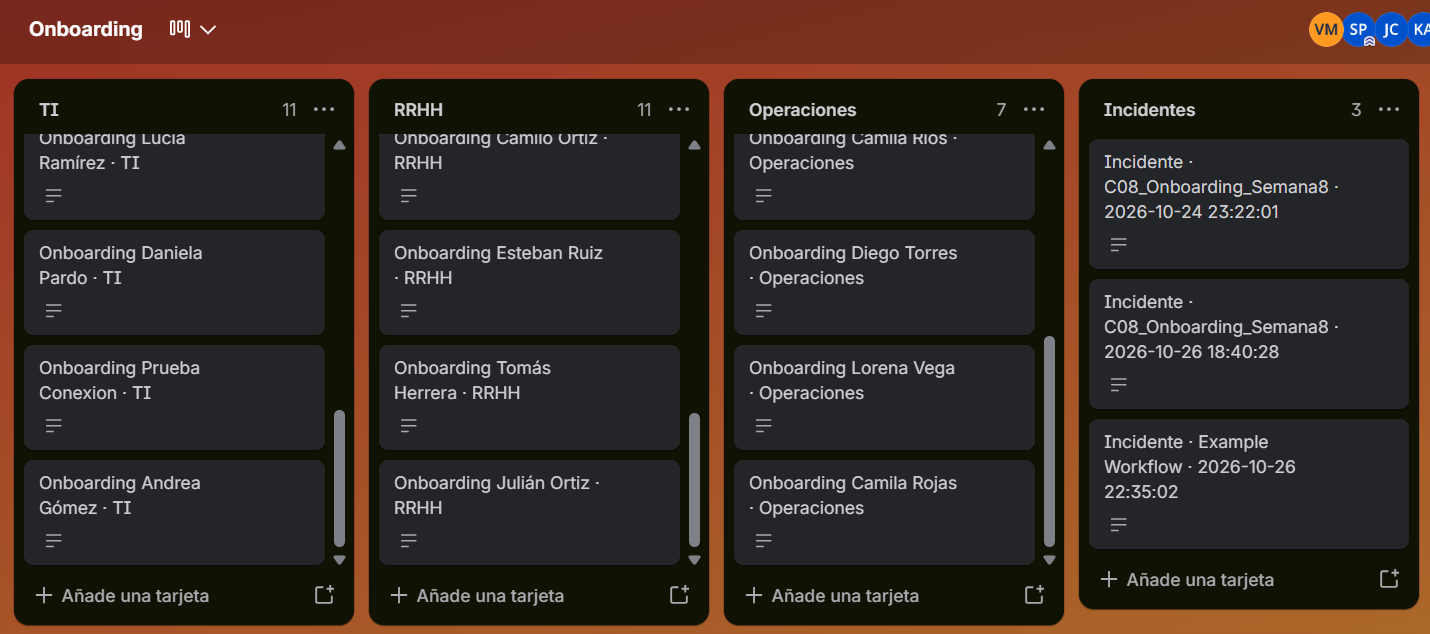 Onboarding
VM SP JC KA
TI 11
Onboarding Lucía
Ramírez · TI
Onboarding Daniela
Pardo · TI
Onboarding Prueba
Conexion · TI
Onboarding Andrea
Gómez · TI
Añade una tarjeta
RRHH 11
Onboarding Camilo Ortiz ·
RRHH
Onboarding Esteban Ruiz
· RRHH
Onboarding Tomás
Herrera · RRHH
Onboarding Julián Ortiz ·
RRHH
Añade una tarjeta
Operaciones 7
Onboarding Camila Ríos ·
Operaciones
Onboarding Diego Torres
· Operaciones
Onboarding Lorena Vega
· Operaciones
Onboarding Camila Rojas
· Operaciones
Añade una tarjeta
Incidentes 3
Incidente ·
C08_Onboarding_Semana8 ·
2026-10-24 23:22:01
Incidente ·
C08_Onboarding_Semana8 ·
2026-10-26 18:40:28
Incidente · Example
Workflow · 2026-10-26
22:35:02
Añade una tarjeta